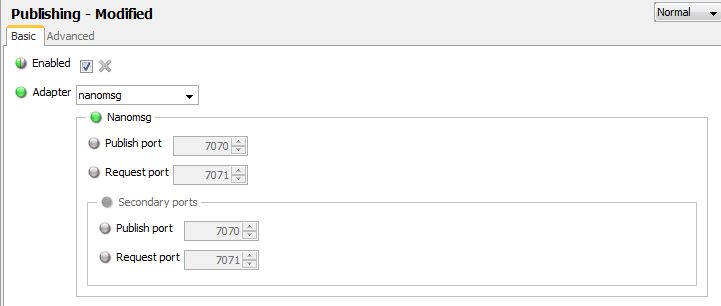 Publishing - Modified
Normal
Basic Advanced
Enabled
Adapter nanomsg
Nanomsg
Publish port 7070
Request port 7071
Secondary ports
Publish port 7070
Request port 7071